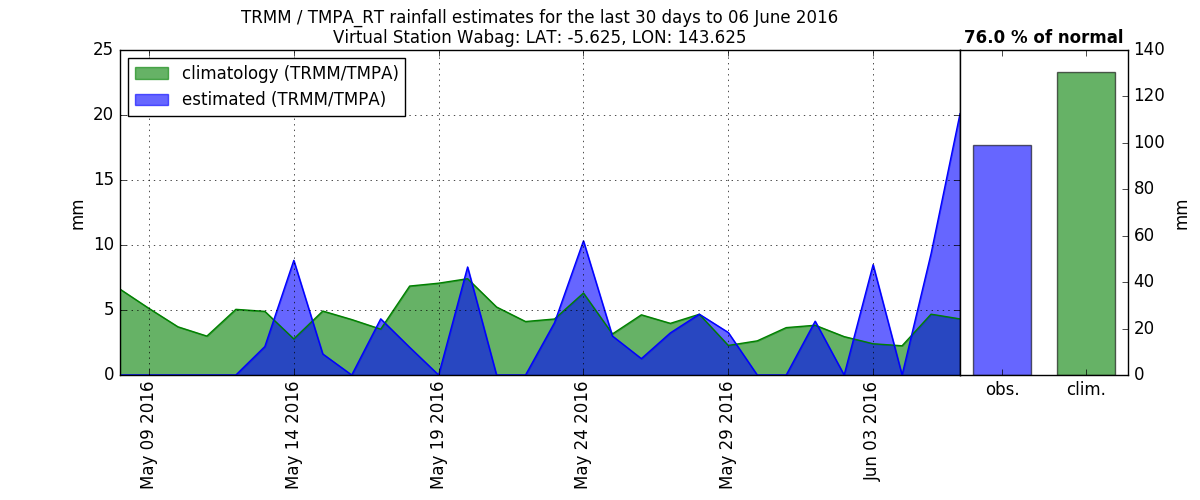 TRMM / TMPA_RT rainfall estimates for the last 30 days to 06 June 2016
Virtual Station Wabag: LAT: -5.625, LON: 143.625
76.0 % of normal
climatology (TRMM/TMPA)
estimated (TRMM/TMPA)
25
20
15
10
5
0
mm
May 09 2016
May 14 2016
May 19 2016
May 24 2016
May 29 2016
Jun 03 2016
140
120
100
80
60
40
20
0
mm
obs.
clim.